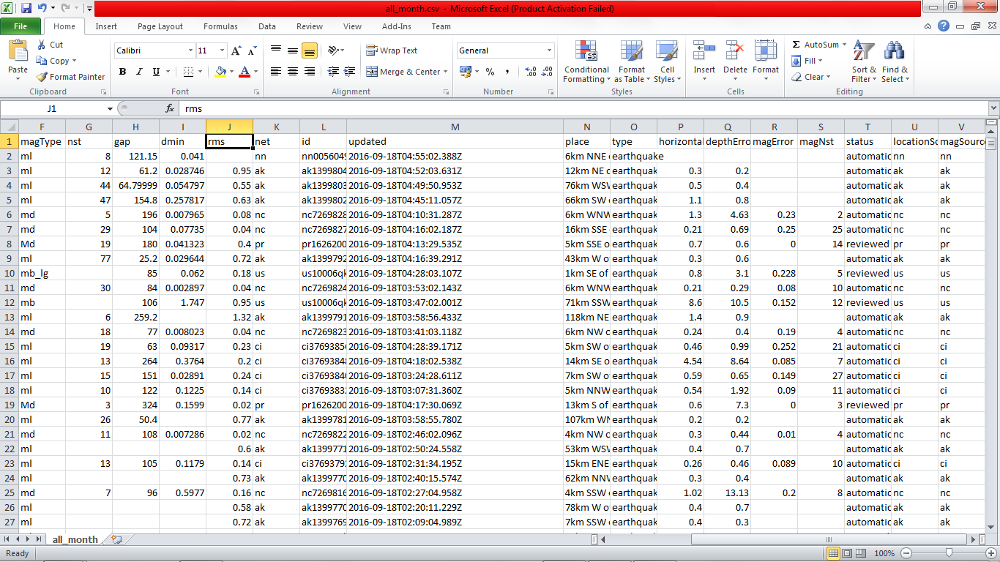 all_month.csv - Microsoft Excel (Product Activation Failed)
File Home Insert Page Layout Formulas Data Review View Add-Ins Team
Paste Cut Calibri 11 A A Wrap Text General Conditional Formatting Format as Table Cell Styles Insert Delete Format Σ AutoSum Sort & Filter Find & Select
Copy B I U A Merge & Center % , .0 .00 .00 .0 Fill
Format Painter Clear
Clipboard Font Alignment Number Styles Cells Editing
J1 fx rms
F G H I J K L M N O P Q R S T U V
1 magType nst gap dmin rms net id updated place type horizontal depthErro magError magNst status locationSo magSource
2 ml 8 121.15 0.041 nn nn0056049 2016-09-18T04:55:02.388Z 6km NNE o earthquake automatic nn nn
3 ml 12 61.2 0.028746 0.95 ak ak1399804 2016-09-18T04:52:03.631Z 12km NE o earthquak 0.3 0.2 automatic ak ak
4 ml 44 64.79999 0.054797 0.55 ak ak1399803 2016-09-18T04:49:50.953Z 76km WSW earthquak 0.5 0.4 automatic ak ak
5 ml 47 154.8 0.257817 0.63 ak ak1399802 2016-09-18T04:45:11.057Z 66km SW o earthquak 1.1 0.8 automatic ak ak
6 md 5 196 0.007965 0.08 nc nc7269828 2016-09-18T04:10:31.287Z 6km WNW earthquak 1.3 4.63 0.23 2 automatic nc nc
7 md 29 104 0.07735 0.04 nc nc7269827 2016-09-18T04:16:02.187Z 16km SSE o earthquak 0.21 0.69 0.25 25 automatic nc nc
8 Md 19 180 0.041323 0.4 pr pr1626200 2016-09-18T04:13:29.535Z 5km SSE o earthquak 0.7 0.6 0 14 reviewed pr pr
9 ml 77 25.2 0.029644 0.72 ak ak1399792 2016-09-18T04:16:39.291Z 43km W o earthquak 0.3 0.6 automatic ak ak
10 mb_lg 85 0.062 0.18 us us10006qk 2016-09-18T04:28:03.107Z 1km SE of earthquak 0.8 3.1 0.228 5 reviewed us us
11 md 30 84 0.002897 0.04 nc nc7269824 2016-09-18T03:53:02.143Z 6km WNW earthquak 0.21 0.29 0.08 10 automatic nc nc
12 mb 106 1.747 0.95 us us10006qk 2016-09-18T03:47:02.001Z 71km SSW earthquak 8.6 10.5 0.152 12 reviewed us us
13 ml 6 259.2 1.32 ak ak1399791 2016-09-18T03:58:56.433Z 118km NE earthquak 1.4 0.9 automatic ak ak
14 md 18 77 0.008023 0.04 nc nc7269823 2016-09-18T03:41:03.118Z 6km NW o earthquak 0.24 0.4 0.19 4 automatic nc nc
15 ml 19 63 0.09317 0.23 ci ci3769385 2016-09-18T04:28:39.171Z 5km SW o earthquak 0.46 0.99 0.252 21 automatic ci ci
16 ml 13 264 0.3764 0.2 ci ci3769384 2016-09-18T04:18:02.538Z 14km SE o earthquak 4.54 8.64 0.085 7 automatic ci ci
17 ml 15 151 0.02891 0.24 ci ci3769384 2016-09-18T03:24:28.611Z 7km SW o earthquak 0.59 0.65 0.149 27 automatic ci ci
18 ml 10 122 0.1225 0.14 ci ci3769383 2016-09-18T03:07:31.360Z 5km NNW earthquak 0.54 1.92 0.09 11 automatic ci ci
19 Md 3 324 0.1599 0.02 pr pr1626200 2016-09-18T04:17:30.069Z 13km S of earthquak 0.6 7.3 0 3 reviewed pr pr
20 ml 26 50.4 0.77 ak ak1399781 2016-09-18T03:58:55.780Z 107km WN earthquak 0.2 0.2 automatic ak ak
21 md 11 108 0.007286 0.02 nc nc7269822 2016-09-18T02:46:02.096Z 4km NW o earthquak 0.3 0.44 0.01 4 automatic nc nc
22 ml 0.6 ak ak1399771 2016-09-18T02:50:24.558Z 53km WSW earthquak 0.4 0.7 automatic ak ak
23 ml 13 105 0.1179 0.14 ci ci3769379 2016-09-18T02:31:34.195Z 15km ENE earthquak 0.26 0.46 0.089 10 automatic ci ci
24 ml 0.73 ak ak1399770 2016-09-18T02:40:15.574Z 62km NNW earthquak 0.3 0.4 automatic ak ak
25 md 7 96 0.5977 0.16 nc nc7269816 2016-09-18T02:27:04.958Z 4km SSW o earthquak 1.02 13.13 0.2 8 automatic nc nc
26 ml 0.58 ak ak1399770 2016-09-18T02:20:11.229Z 78km W o earthquak 0.4 0.7 automatic ak ak
27 ml 0.72 ak ak1399769 2016-09-18T02:09:04.989Z 7km SSW o earthquak 0.4 0.3 automatic ak ak
all_month
Ready 100%